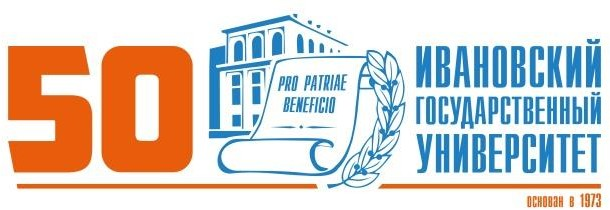 50
PRO PATRIAE
BENEFICIO
ИВАНОВСКИЙ
ГОСУДАРСТВЕННЫЙ
УНИВЕРСИТЕТ
основан в 1973